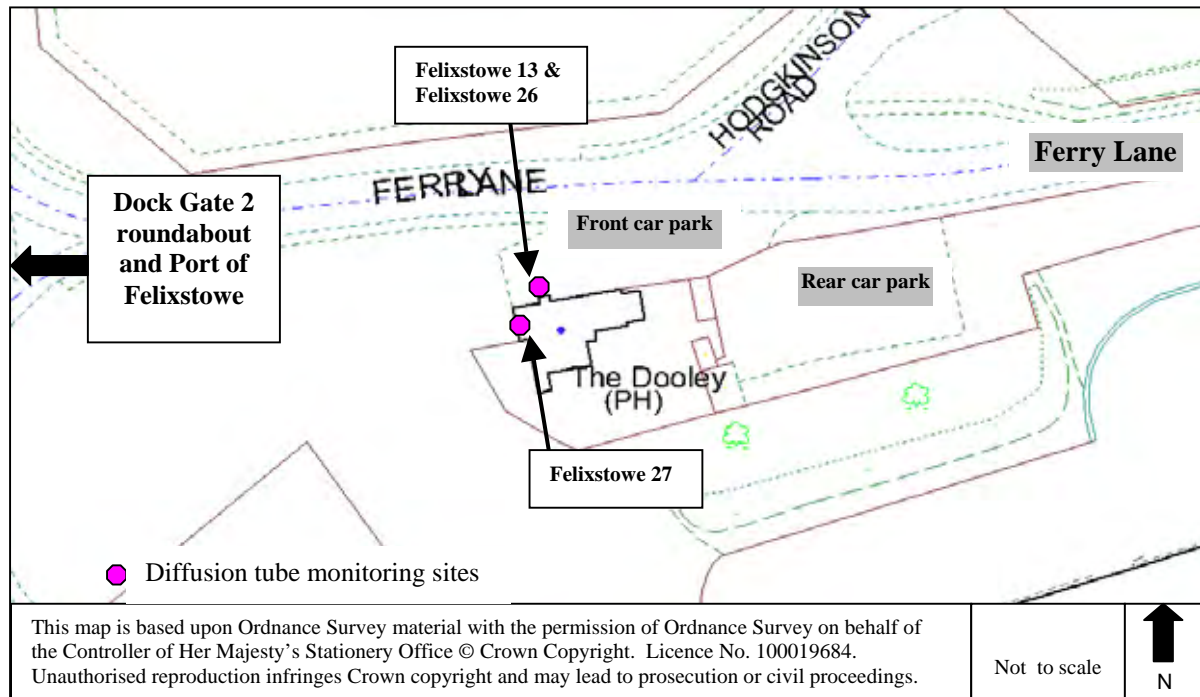 Felixstowe 13 &
Felixstowe 26
HODGKINSON
ROAD
Ferry Lane
FERRY LANE
Dock Gate 2
roundabout
and Port of
Felixstowe
Front car park
Rear car park
The Dooley
(PH)
Felixstowe 27
Diffusion tube monitoring sites
This map is based upon Ordnance Survey material with the permission of Ordnance Survey on behalf of
the Controller of Her Majesty's Stationery Office © Crown Copyright. Licence No. 100019684.
Unauthorised reproduction infringes Crown copyright and may lead to prosecution or civil proceedings.
Not to scale
N